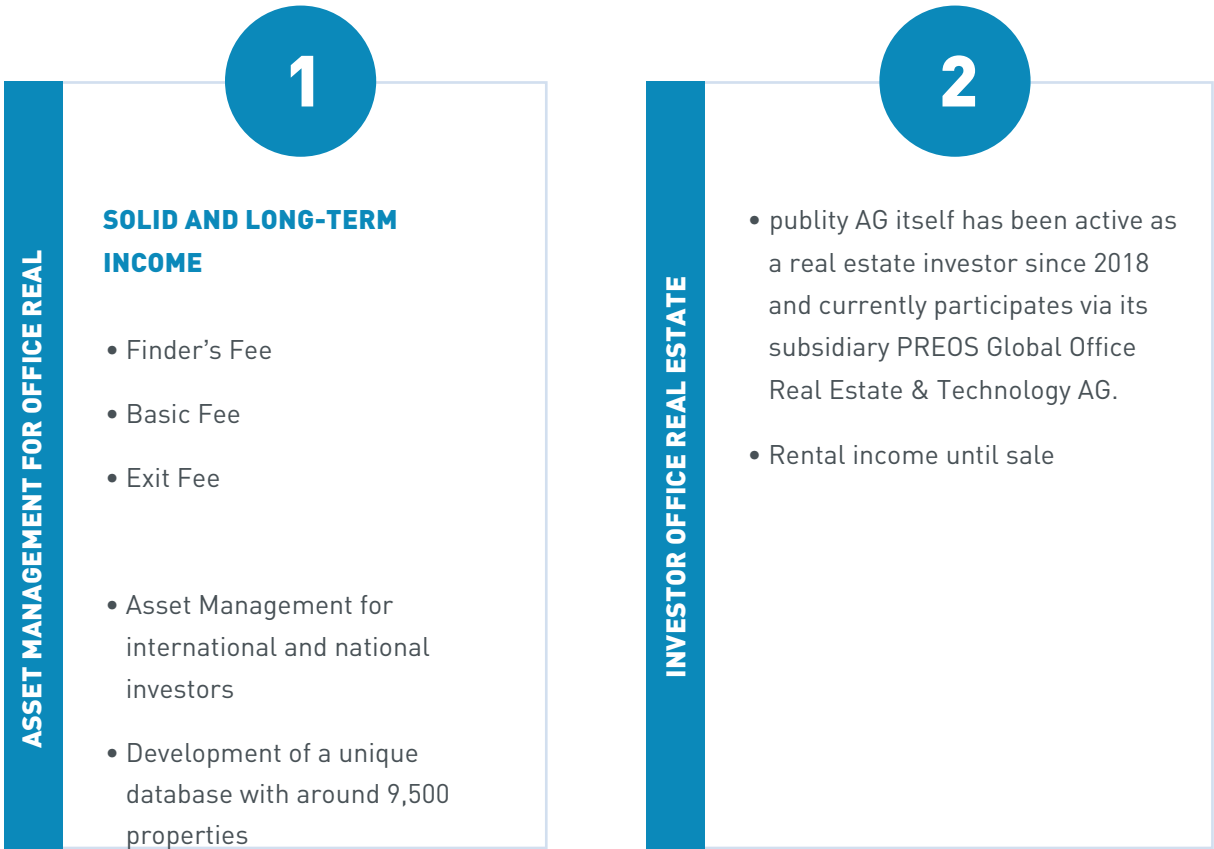 1
ASSET MANAGEMENT FOR OFFICE REAL
SOLID AND LONG-TERM
INCOME
• Finder’s Fee
• Basic Fee
• Exit Fee
• Asset Management for
international and national
investors
• Development of a unique
database with around 9,500
properties
2
INVESTOR OFFICE REAL ESTATE
• publity AG itself has been active as
a real estate investor since 2018
and currently participates via its
subsidiary PREOS Global Office
Real Estate & Technology AG.
• Rental income until sale